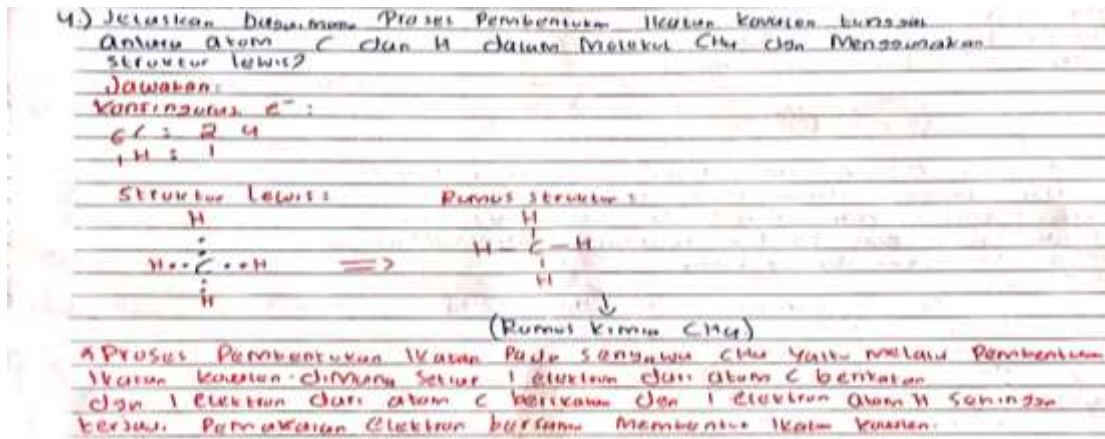 4.) Jelaskan bagaimana Proses Pembentukan Ikatan kovalen tunggal
antara atom C dan H dalam Molekul CH4 dgn Menggunakan
struktur lewis?
Jawaban:
Konfigurasi e⁻ :
6C : 2 4
1H : 1
Struktur Lewis : Rumus struktur :
H H
H •• C •• H => H – C – H
H H
(Rumus kimia CH4)
* Proses Pembentukan Ikatan Pada senyawa CH4 yaitu melalui Pembentukan
Ikatan kovalen dimana setiap 1 elektron dari atom C berikatan
dgn 1 elektron dari atom C berikatan dgn 1 elektron atom H sehingga
terjadi Pemakaian elektron bersama membentuk Ikatan kovalen.